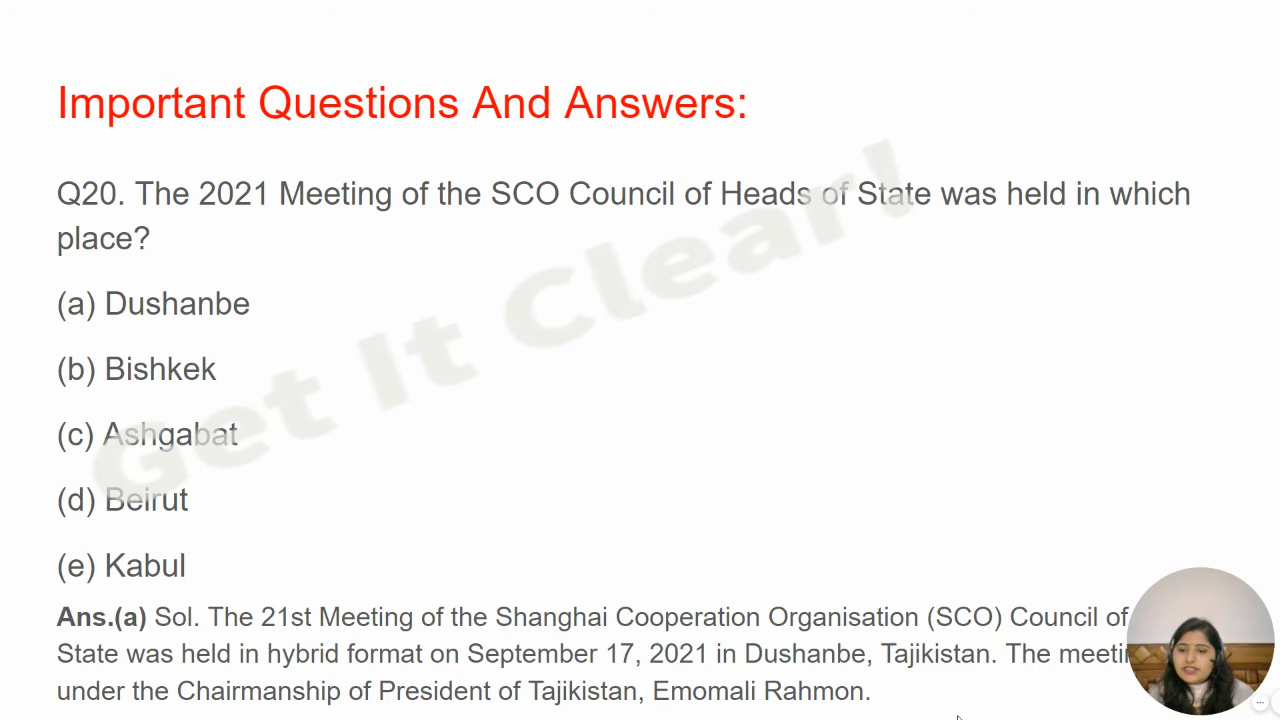 Important Questions And Answers:
Q20. The 2021 Meeting of the SCO Council of Heads of State was held in which
place?
(a) Dushanbe
(b) Bishkek
(c) Ashgabat
(d) Beirut
(e) Kabul
Ans.(a) Sol. The 21st Meeting of the Shanghai Cooperation Organisation (SCO) Council of
State was held in hybrid format on September 17, 2021 in Dushanbe, Tajikistan. The
under the Chairmanship of President of Tajikistan, Emomali Rahmon.
Get It Clear!